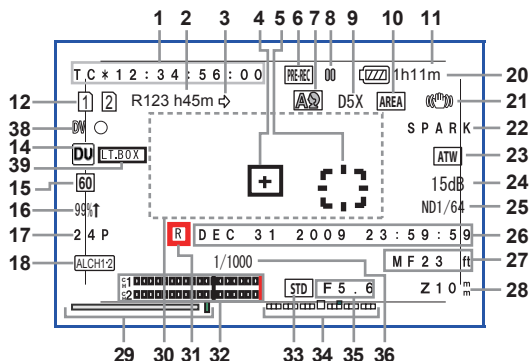 4 5
1 2 3 6 7 8 9 10 11
TC*12:34:56:00 PRE-REC 1h11m 20
12 1 2 R123 h45m ⇨ D5X AREA 21
38 DV SPARK 22
14 DU LT.BOX ATW 23
39
15 60 15dB 24
16 99%↑ ND1/64 25
17 24P R DEC 31 2009 23:59:59 26
18 ALCH1·2 1/1000 MF23 ft 27
CH1
CH2 STD F5.6 Z10mm 28
29 30 31 32 33 34 35 36